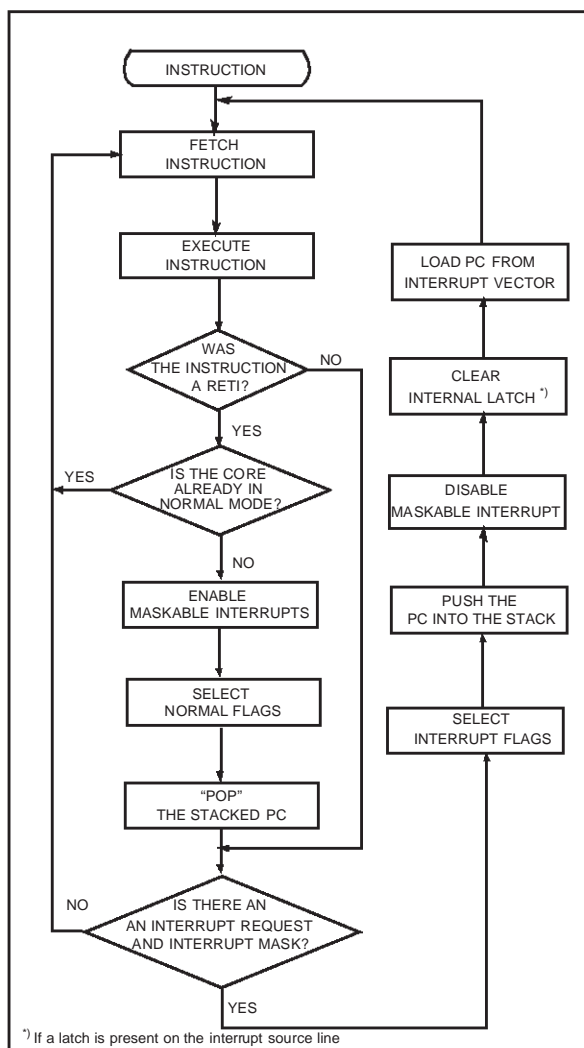 INSTRUCTION
FETCH
INSTRUCTION
EXECUTE
INSTRUCTION
WAS
THE INSTRUCTION
A RETI?
NO
YES
IS THE CORE
ALREADY IN
NORMAL MODE?
YES
NO
ENABLE
MASKABLE INTERRUPTS
SELECT
NORMAL FLAGS
“POP”
THE STACKED PC
IS THERE AN
AN INTERRUPT REQUEST
AND INTERRUPT MASK?
NO
YES
SELECT
INTERRUPT FLAGS
PUSH THE
PC INTO THE STACK
DISABLE
MASKABLE INTERRUPT
CLEAR
INTERNAL LATCH *)
LOAD PC FROM
INTERRUPT VECTOR
*) If a latch is present on the interrupt source line